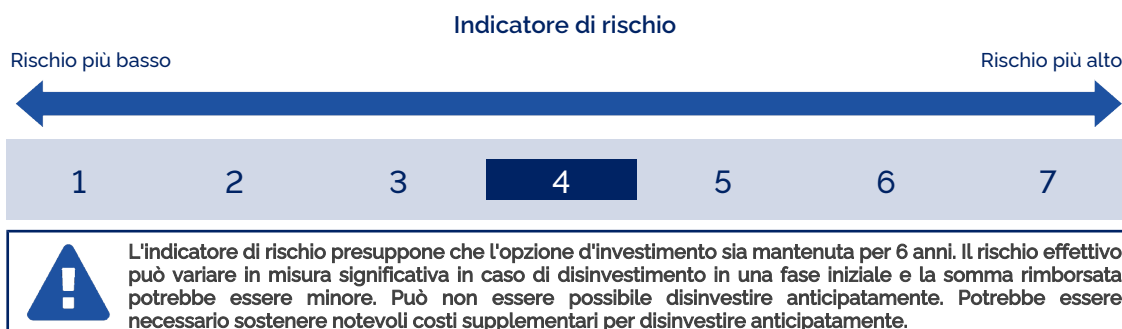 Indicatore di rischio
Rischio più basso
Rischio più alto
1 2 3 4 5 6 7
L'indicatore di rischio presuppone che l'opzione d'investimento sia mantenuta per 6 anni. Il rischio effettivo
può variare in misura significativa in caso di disinvestimento in una fase iniziale e la somma rimborsata
potrebbe essere minore. Può non essere possibile disinvestire anticipatamente. Potrebbe essere
necessario sostenere notevoli costi supplementari per disinvestire anticipatamente.